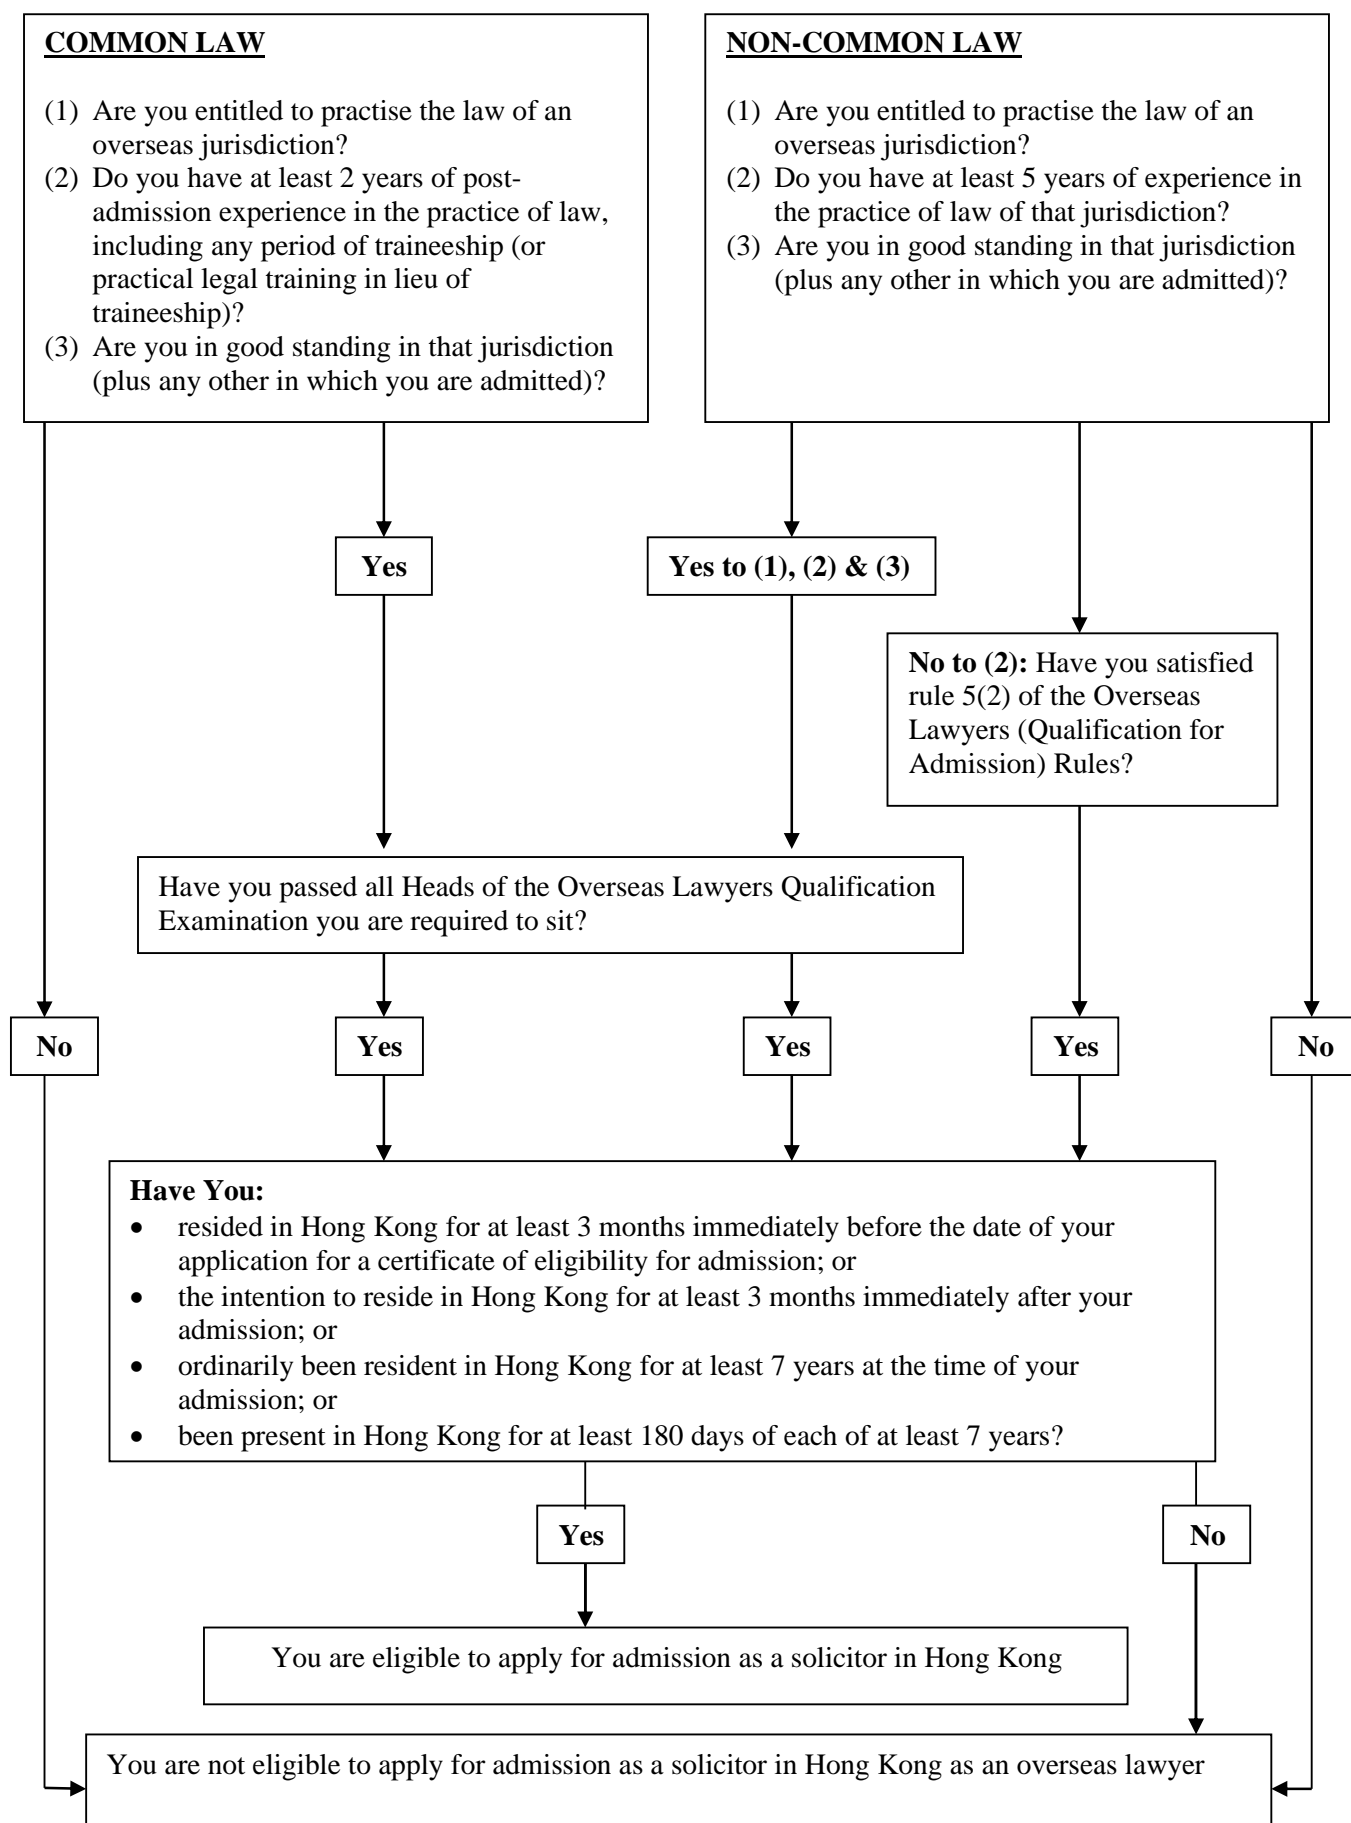 COMMON LAW
(1) Are you entitled to practise the law of an
overseas jurisdiction?
(2) Do you have at least 2 years of post-
admission experience in the practice of law,
including any period of traineeship (or
practical legal training in lieu of
traineeship)?
(3) Are you in good standing in that jurisdiction
(plus any other in which you are admitted)?
NON-COMMON LAW
(1) Are you entitled to practise the law of an
overseas jurisdiction?
(2) Do you have at least 5 years of experience in
the practice of law of that jurisdiction?
(3) Are you in good standing in that jurisdiction
(plus any other in which you are admitted)?
Yes
Yes to (1), (2) & (3)
No to (2): Have you satisfied
rule 5(2) of the Overseas
Lawyers (Qualification for
Admission) Rules?
Have you passed all Heads of the Overseas Lawyers Qualification
Examination you are required to sit?
No
Yes
Yes
Yes
No
Have You:
• resided in Hong Kong for at least 3 months immediately before the date of your
application for a certificate of eligibility for admission; or
• the intention to reside in Hong Kong for at least 3 months immediately after your
admission; or
• ordinarily been resident in Hong Kong for at least 7 years at the time of your
admission; or
• been present in Hong Kong for at least 180 days of each of at least 7 years?
Yes
No
You are eligible to apply for admission as a solicitor in Hong Kong
You are not eligible to apply for admission as a solicitor in Hong Kong as an overseas lawyer